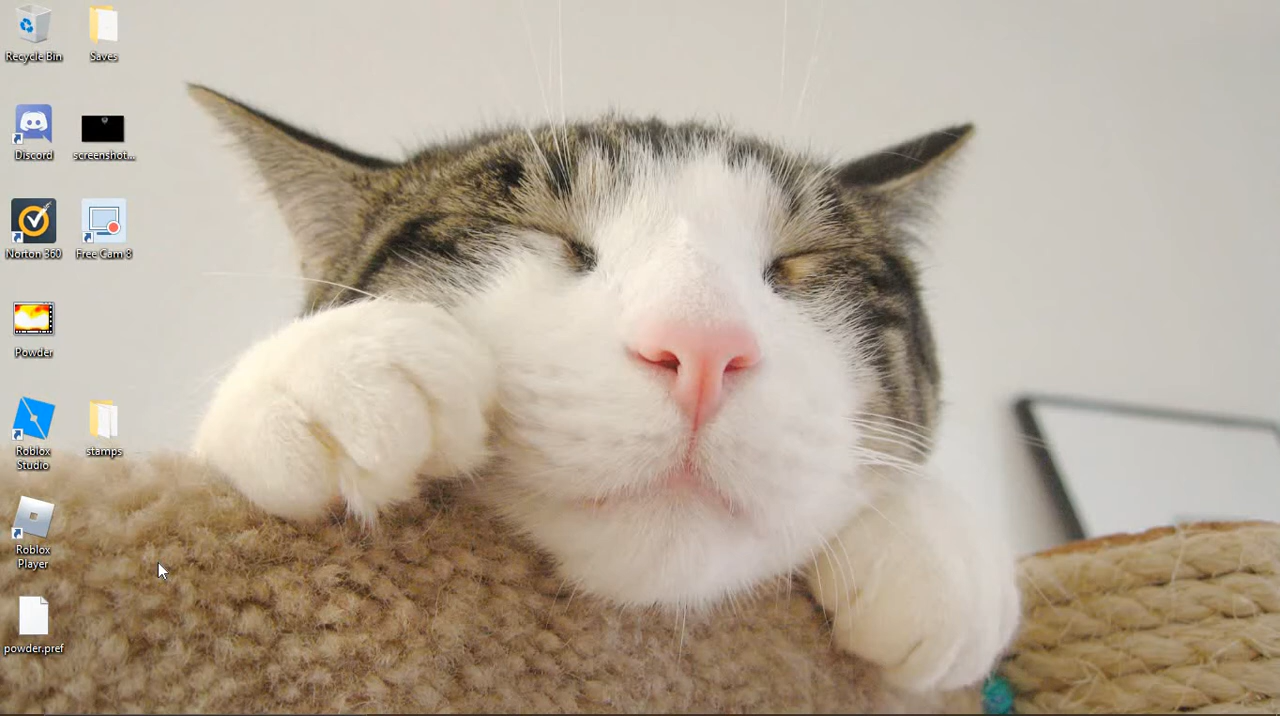 Recycle Bin
Saves
Discord
screenshot...
Norton 360
Free Cam 8
Powder
Roblox
Studio
stamps
Roblox
Player
powder.pref